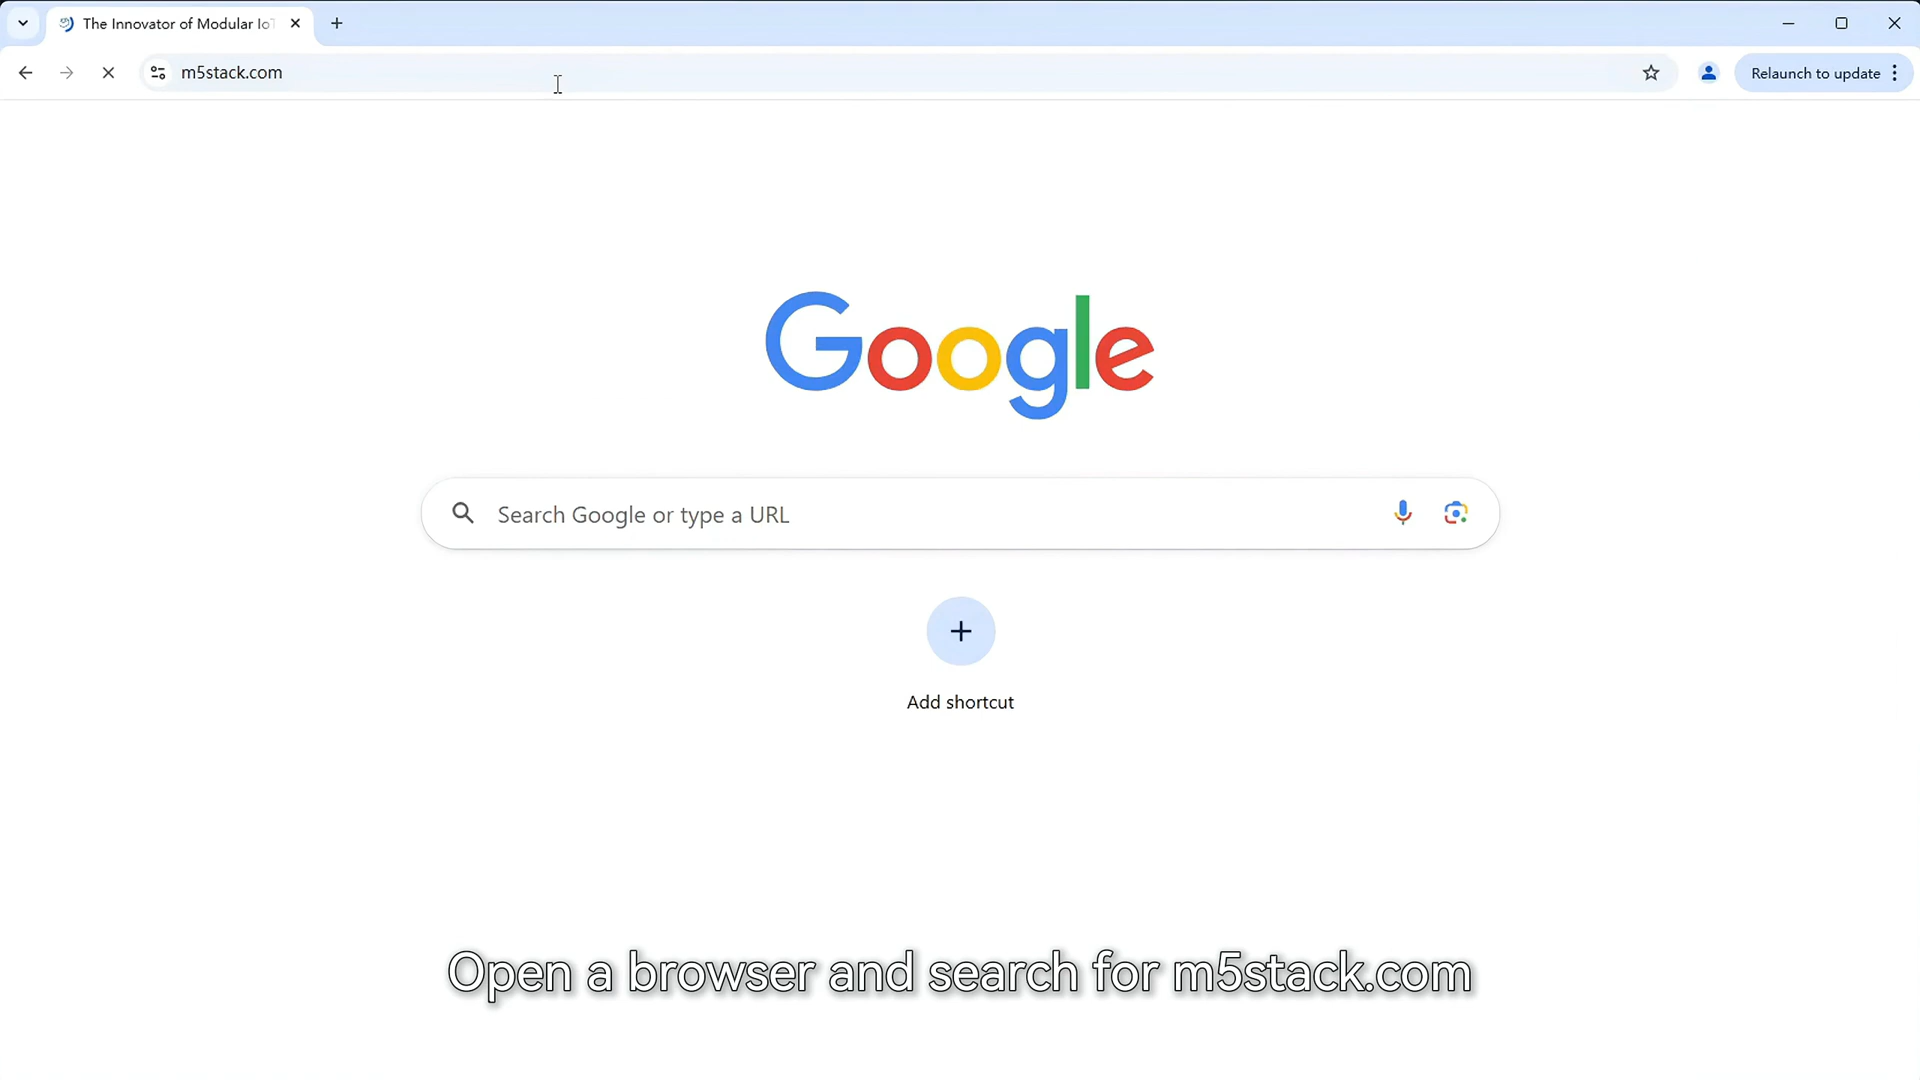 The Innovator of Modular IoT
m5stack.com
Relaunch to update
Google
Search Google or type a URL
Add shortcut
Open a browser and search for m5stack.com